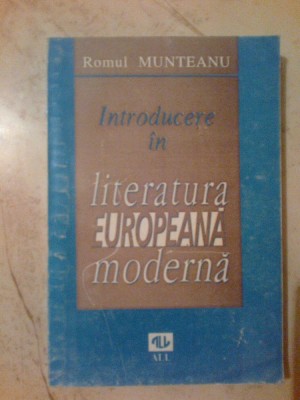 Romul MUNTEANU
Introducere
în
literatura
EUROPEANĂ
modernă
ALL